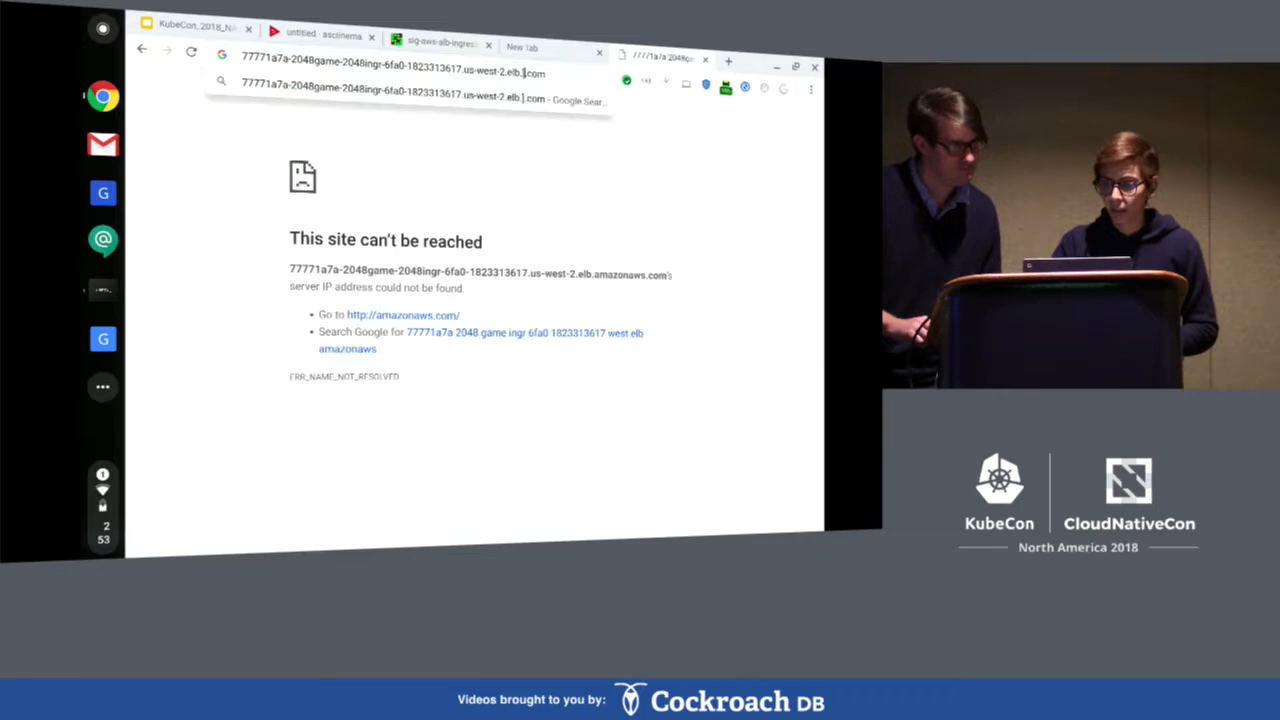 KubeCon_2018_NA
untitled - asciinema
sig-aws-alb-ingress
New Tab
77771a7a-2048ga
77771a7a-2048game-2048ingr-6fa0-1823313617.us-west-2.elb.].com
77771a7a-2048game-2048ingr-6fa0-1823313617.us-west-2.elb.].com - Google Sear...
This site can't be reached
77771a7a-2048game-2048ingr-6fa0-1823313617.us-west-2.elb.amazonaws.com's
server IP address could not be found.
• Go to http://amazonaws.com/
• Search Google for 77771a7a 2048 game ingr 6fa0 1823313617 west elb
amazonaws
ERR_NAME_NOT_RESOLVED
G
G
1
2
53
KubeCon
CloudNativeCon
North America 2018
Videos brought to you by:
Cockroach DB